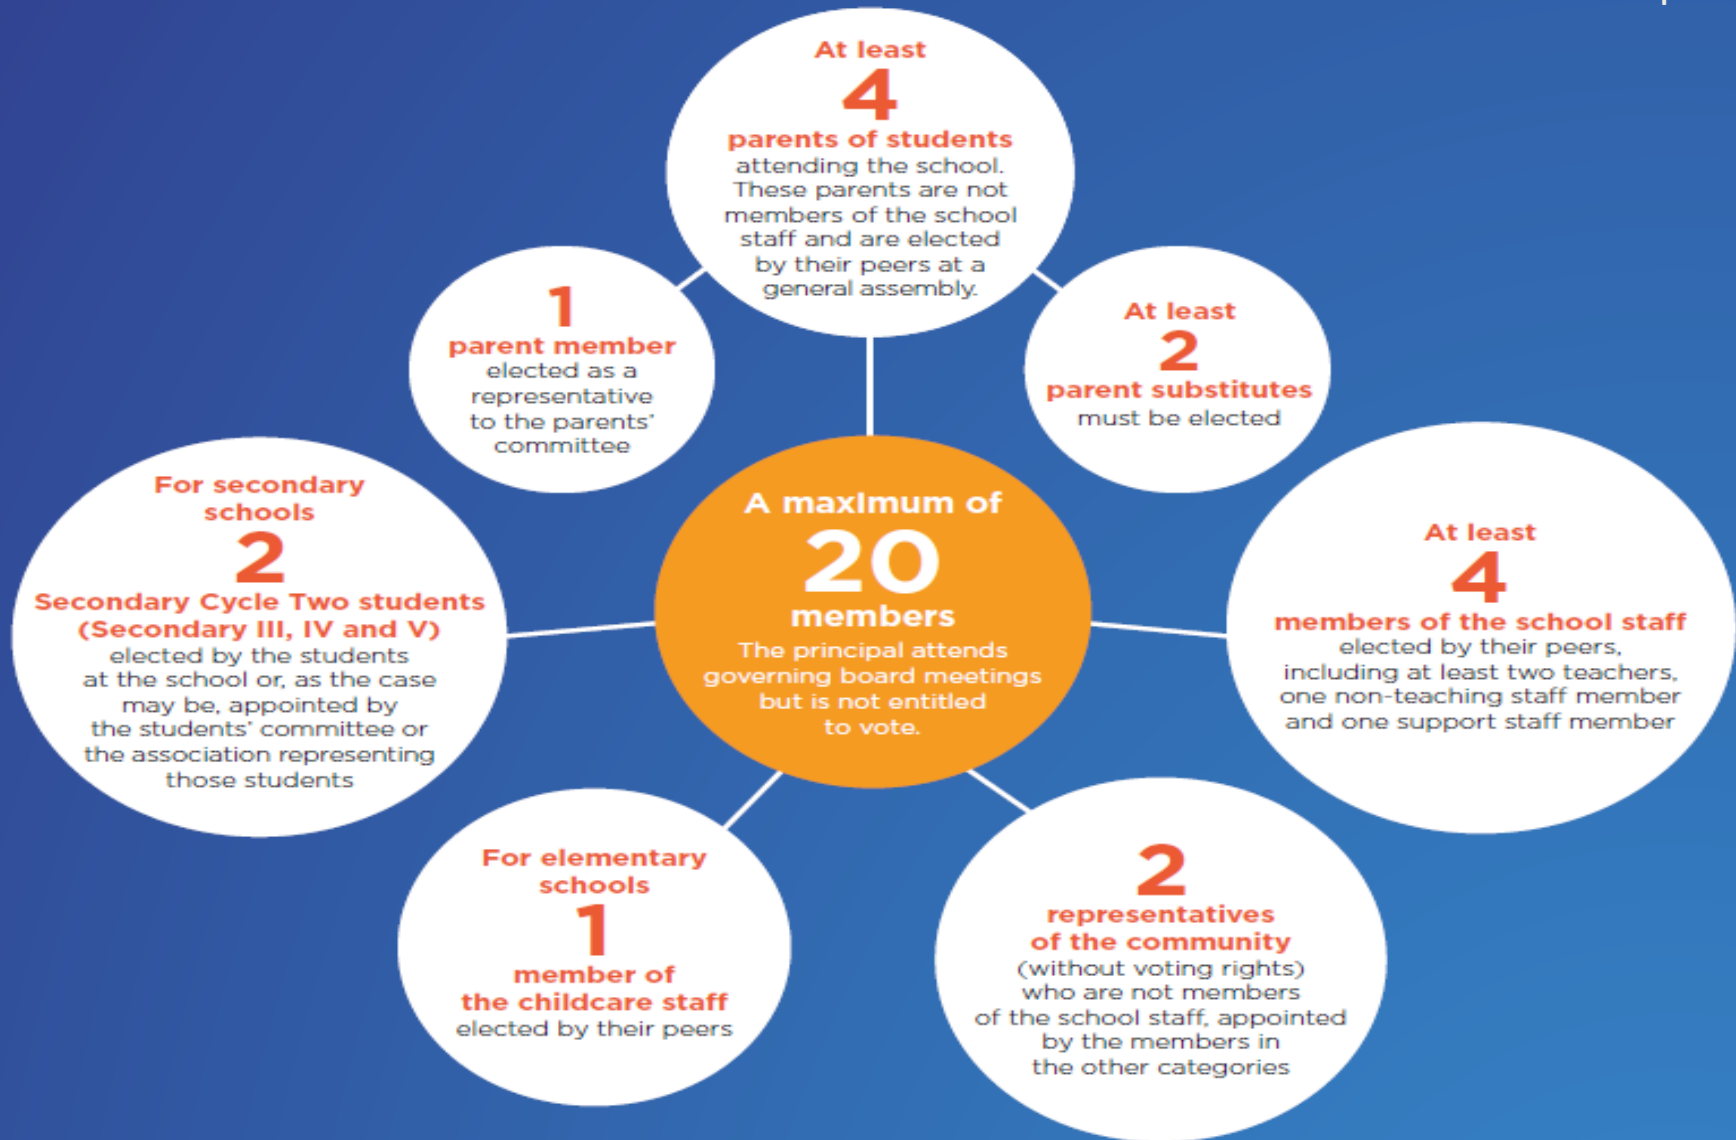 At least
4
parents of students
attending the school.
These parents are not
members of the school
staff and are elected
by their peers at a
general assembly.
1
parent member
elected as a
representative
to the parents'
committee
At least
2
parent substitutes
must be elected
For secondary
schools
2
Secondary Cycle Two students
(Secondary III, IV and V)
elected by the students
at the school or, as the case
may be, appointed by
the students' committee or
the association representing
those students
A maxImum of
20
members
The principal attends
governing board meetings
but is not entitled
to vote.
At least
4
members of the school staff
elected by their peers,
including at least two teachers,
one non-teaching staff member
and one support staff member
For elementary
schools
1
member of
the childcare staff
elected by their peers
2
representatives
of the community
(without voting rights)
who are not members
of the school staff, appointed
by the members in
the other categories